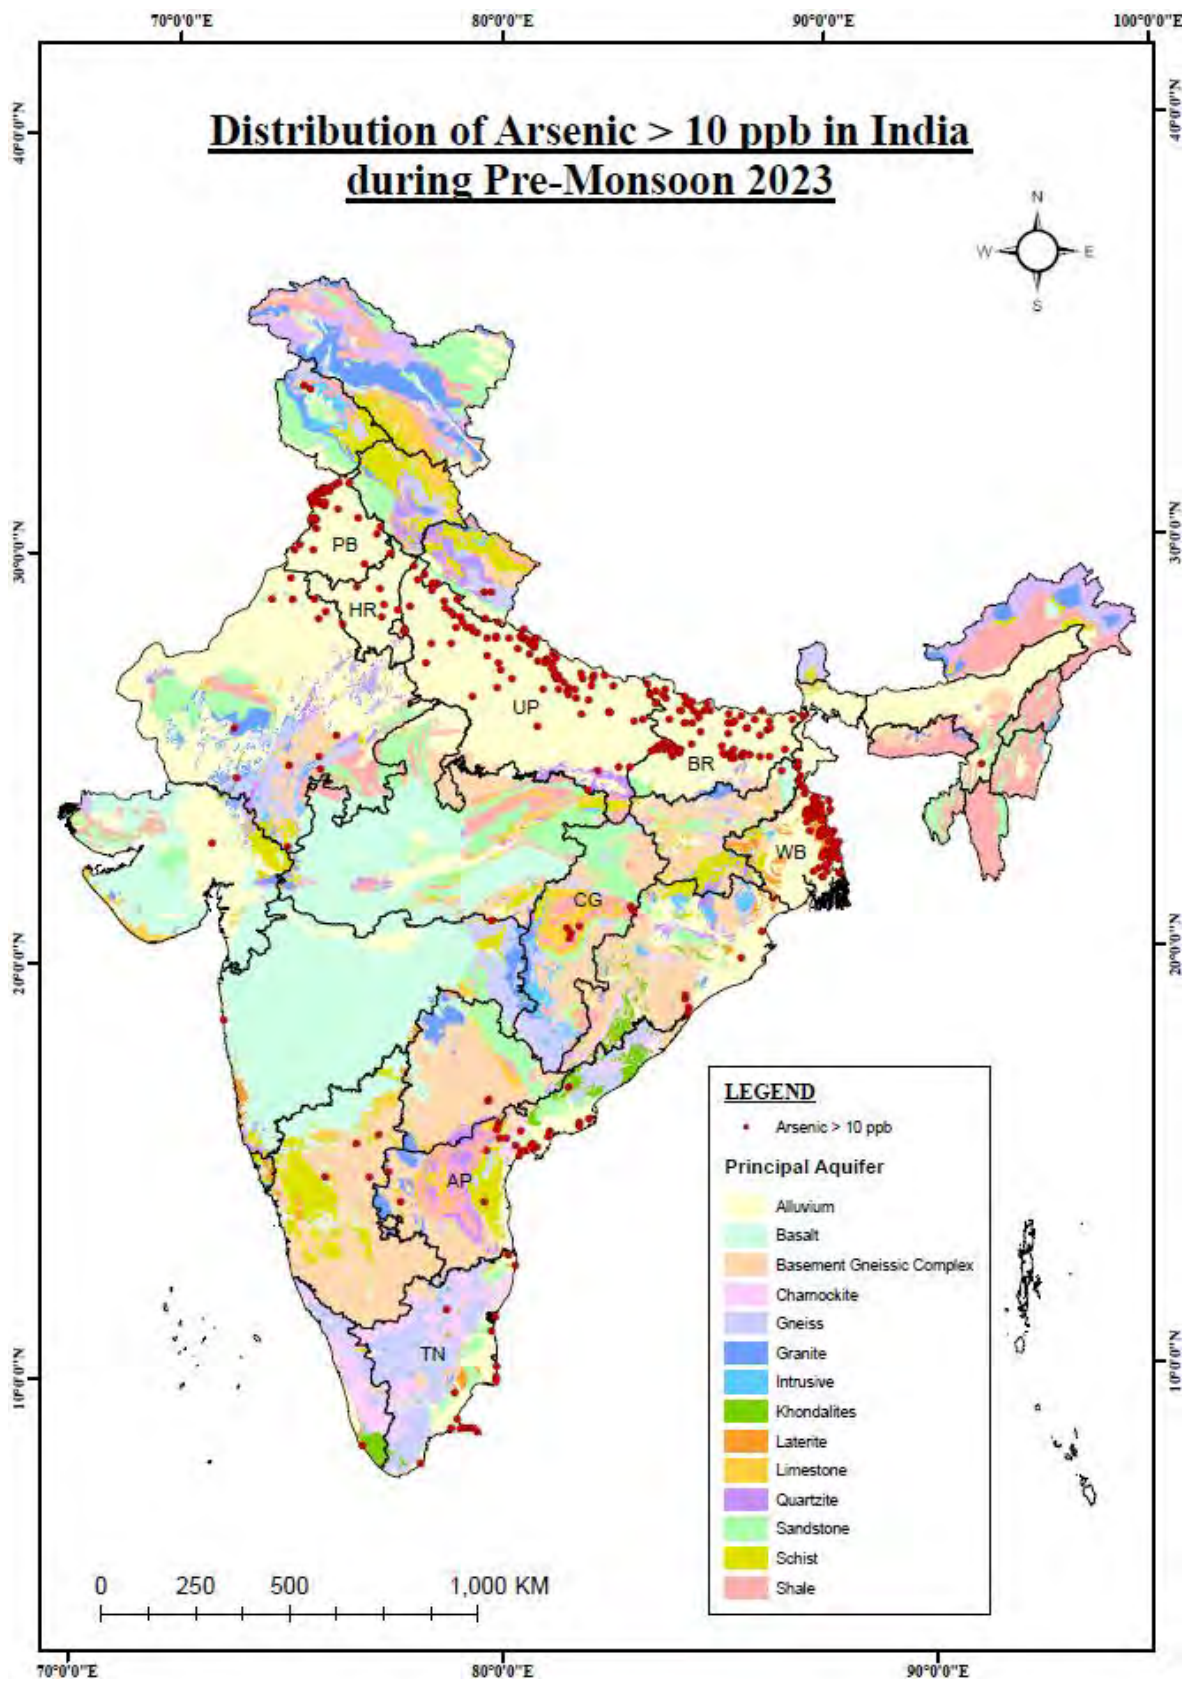 70°0'0"E 80°0'0"E 90°0'0"E 100°0'0"E
40°0'0"N 40°0'0"N
Distribution of Arsenic > 10 ppb in India
during Pre-Monsoon 2023
N
W E
S
30°0'0"N 30°0'0"N
PB
HR
UP
BR
WB
CG
20°0'0"N 20°0'0"N
AP
TN
10°0'0"N 10°0'0"N
LEGEND
Arsenic > 10 ppb
Principal Aquifer
Alluvium
Basalt
Basement Gneissic Complex
Charnockite
Gneiss
Granite
Intrusive
Khondalites
Laterite
Limestone
Quartzite
Sandstone
Schist
Shale
0 250 500 1,000 KM
70°0'0"E 80°0'0"E 90°0'0"E